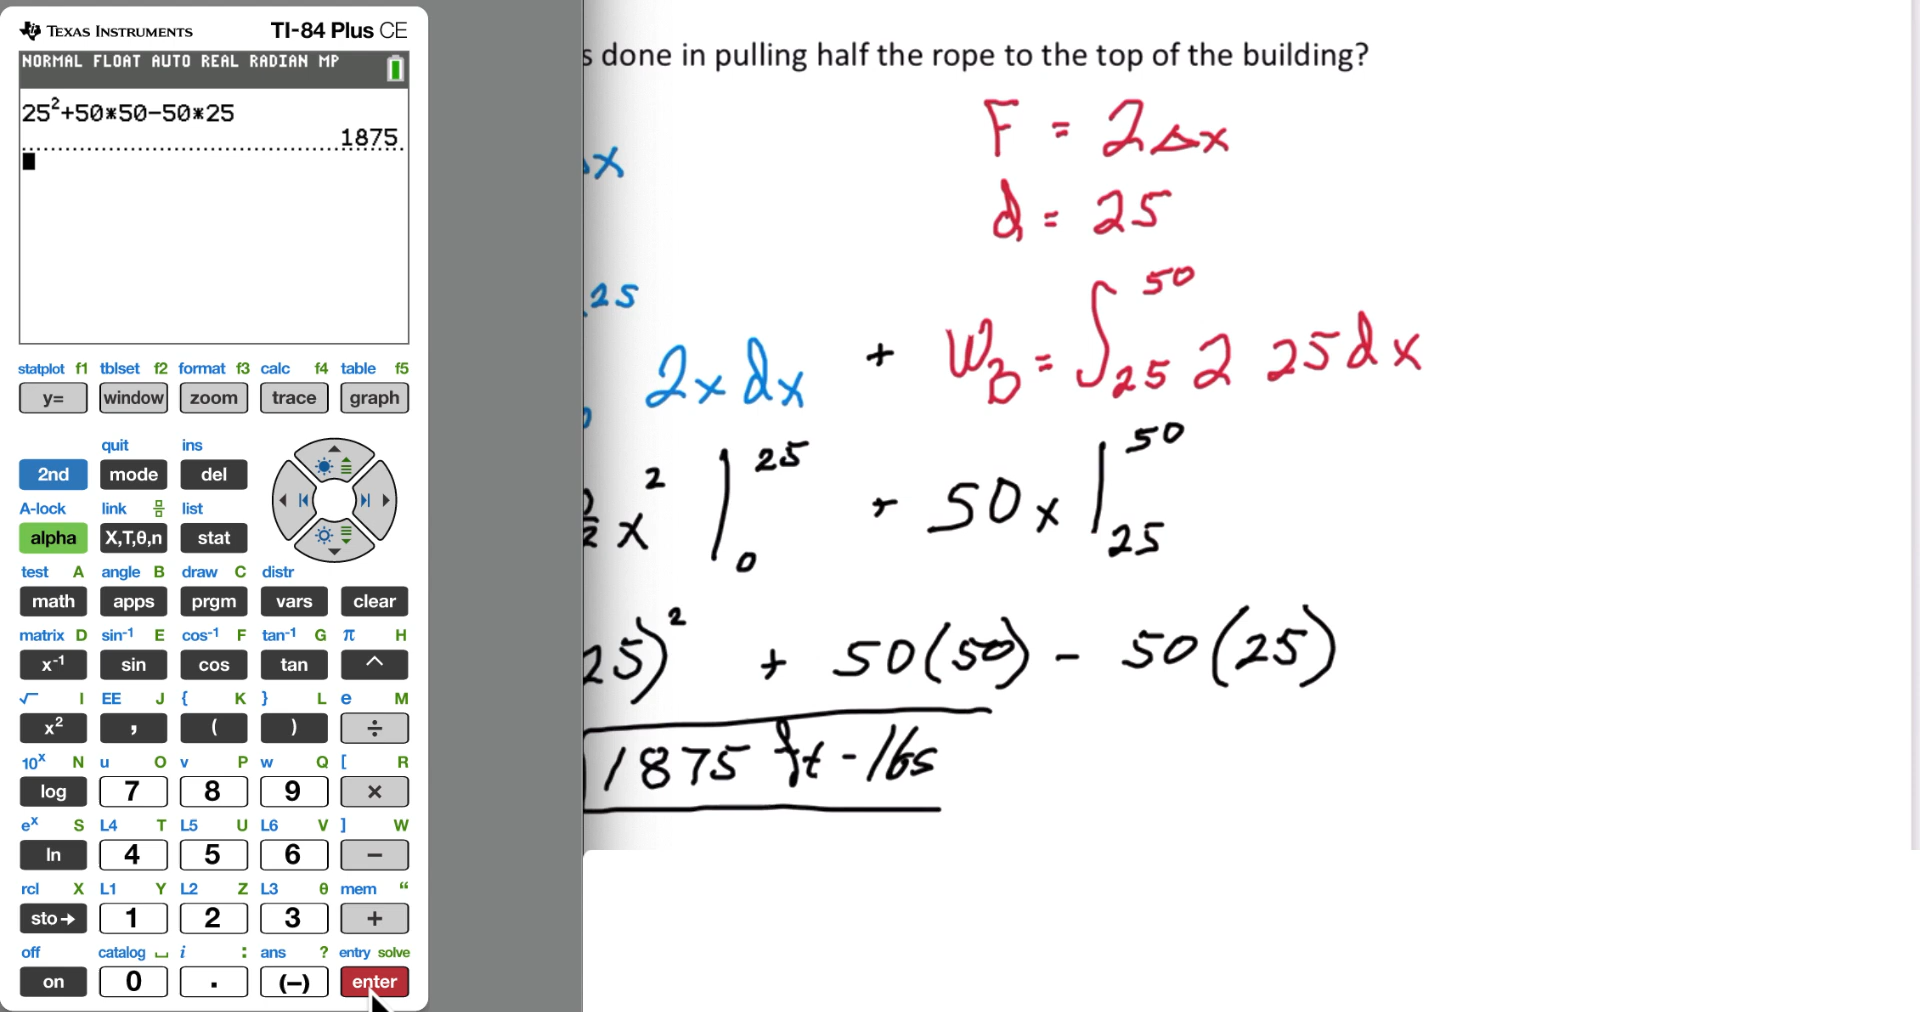 TEXAS INSTRUMENTS TI-84 Plus CE
NORMAL FLOAT AUTO REAL RADIAN MP
25²+50*50-50*25
1875
statplot f1 tblset f2 format f3 calc f4 table f5
y= window zoom trace graph
quit ins
2nd mode del
A-lock link list
alpha X,T,θ,n stat
test A angle B draw C distr
math apps prgm vars clear
matrix D sin⁻¹ E cos⁻¹ F tan⁻¹ G π H
x⁻¹ sin cos tan ^
√ I EE J { K } L e M
x² , ( ) ÷
10ˣ N u O v P w Q [ R
log 7 8 9 ×
eˣ S L4 T L5 U L6 V ] W
ln 4 5 6 −
rcl X L1 Y L2 Z L3 θ mem “
sto→ 1 2 3 +
off catalog ⎵ i : ans ? entry solve
on 0 . (−) enter
s done in pulling half the rope to the top of the building?
F = 2△x
x
d = 25
25 50
2x dx + W_B = ∫₂₅ 2 25 dx
x² |₀²⁵ + 50x |₂₅⁵⁰
25)² + 50(50) - 50(25)
1875 ft-lbs